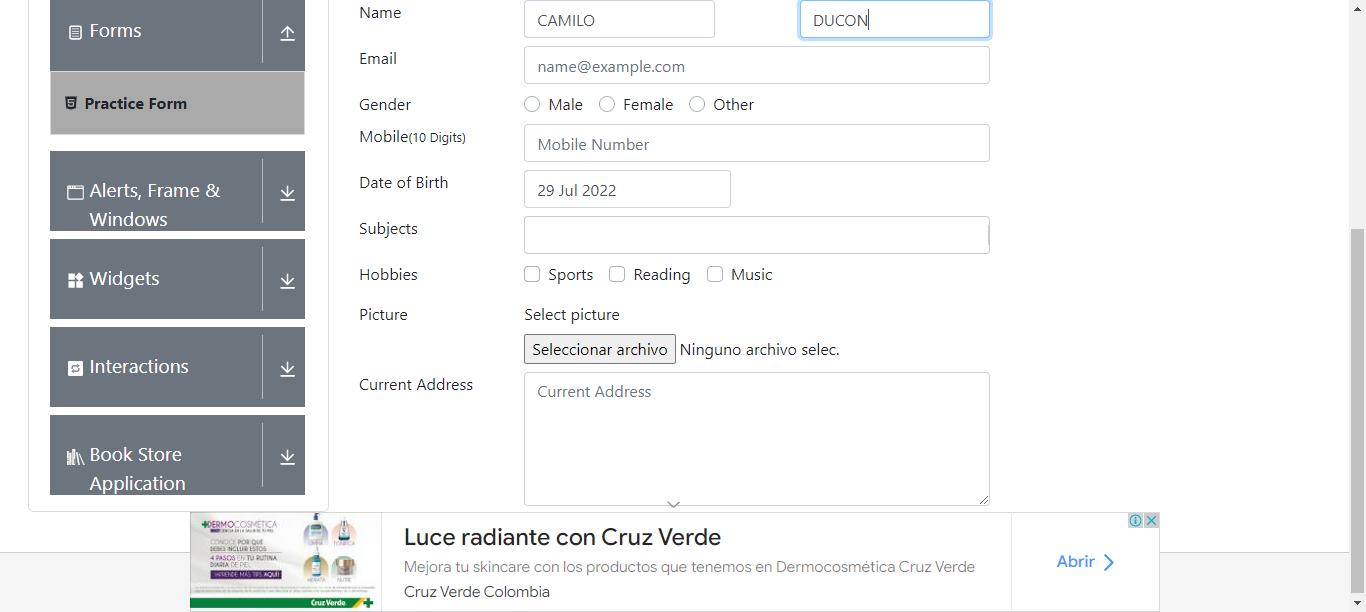 Forms
Practice Form
Alerts, Frame &
Windows
Widgets
Interactions
Book Store
Application
Name CAMILO DUCON
Email name@example.com
Gender Male Female Other
Mobile(10 Digits) Mobile Number
Date of Birth 29 Jul 2022
Subjects
Hobbies Sports Reading Music
Picture Select picture
Seleccionar archivo Ninguno archivo selec.
Current Address Current Address
DERMOCOSMÉTICA
CONOCE POR QUÉ
DEBES INCLUIR ESTOS
4 PASOS EN TU RUTINA
DIARIA DE PIEL
¡APRENDE MÁS TIPS AQUÍ!
LIMPIA TONIFICA
HIDRATA NUTRE
Cruz Verde
Luce radiante con Cruz Verde
Mejora tu skincare con los productos que tenemos en Dermocosmética Cruz Verde
Cruz Verde Colombia
Abrir